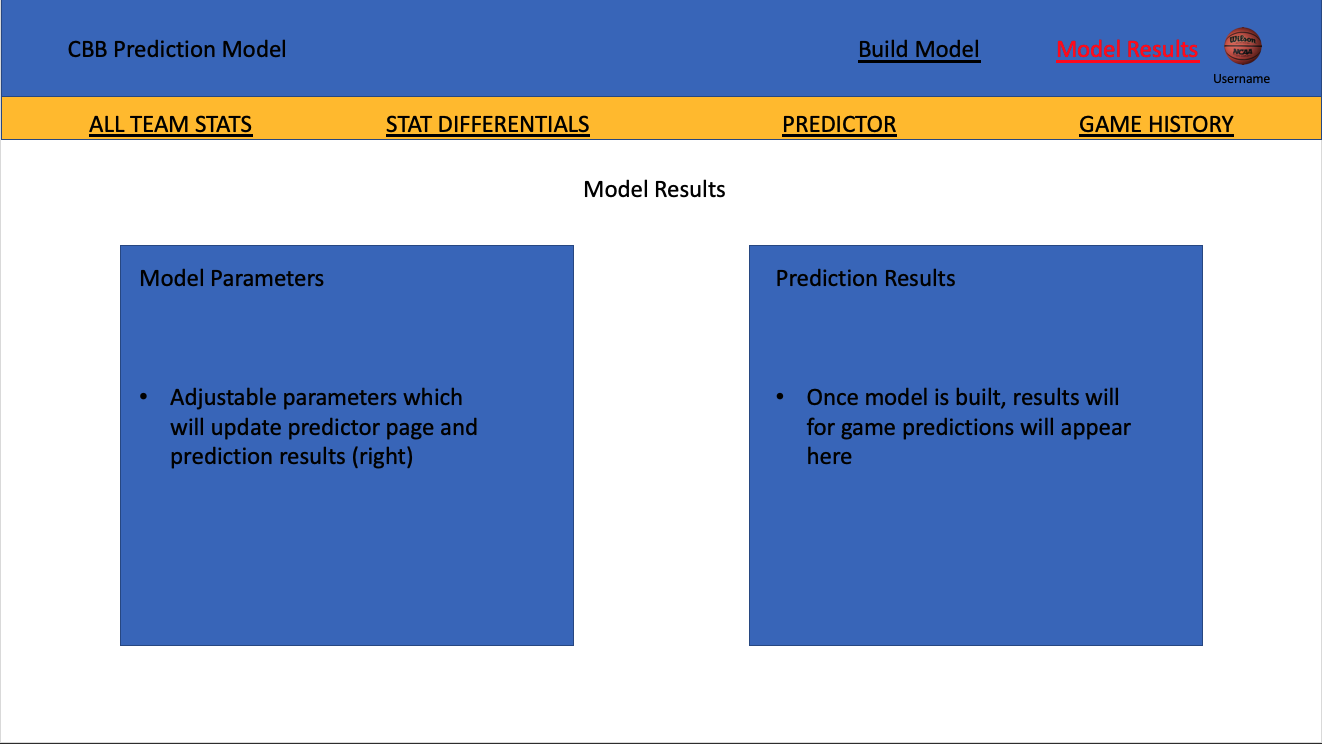 CBB Prediction Model
Build Model
Model Results
Wilson
NCAA
Username
ALL TEAM STATS
STAT DIFFERENTIALS
PREDICTOR
GAME HISTORY
Model Results
Model Parameters
• Adjustable parameters which
will update predictor page and
prediction results (right)
Prediction Results
• Once model is built, results will
for game predictions will appear
here